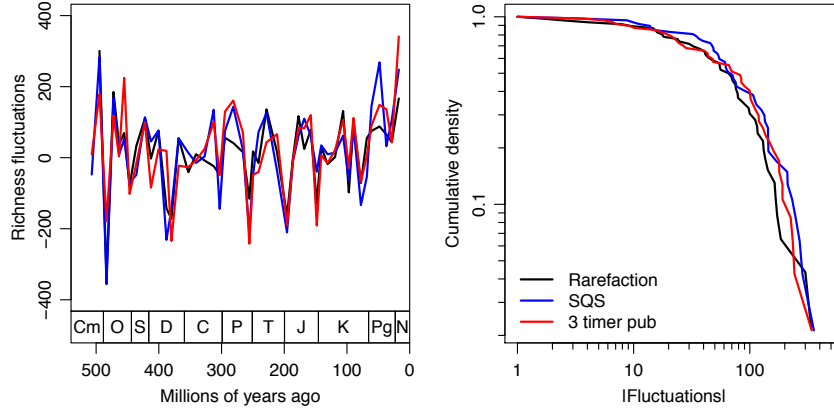 400
200
0
−200
−400
Richness fluctuations
Cm O S D C P T J K Pg N
500 400 300 200 100 0
Millions of years ago
1.0
0.1
Cumulative density
Rarefaction
SQS
3 timer pub
1 10 100
|Fluctuations|